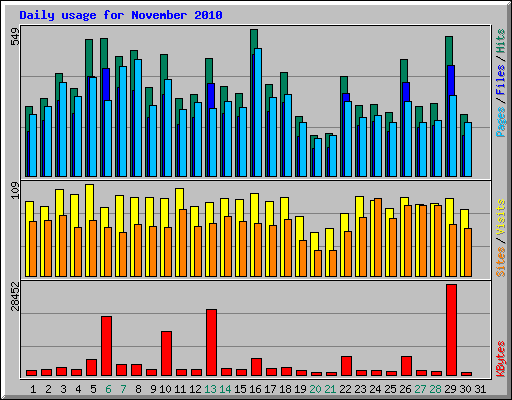 Daily usage for November 2010
549
Pages / Files / Hits
109
Sites / Visits
28452
KBytes
1 2 3 4 5 6 7 8 9 10 11 12 13 14 15 16 17 18 19 20 21 22 23 24 25 26 27 28 29 30 31